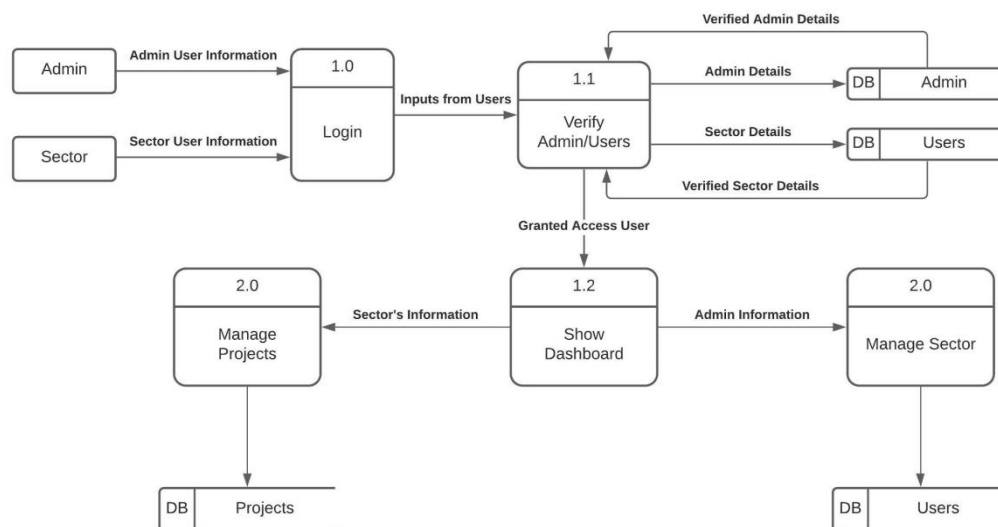 Verified Admin Details
Admin User Information
Admin
1.0
Login
Inputs from Users
1.1
Verify
Admin/Users
Admin Details
DB
Admin
Sector
Sector User Information
Sector Details
DB
Users
Verified Sector Details
Granted Access User
2.0
Manage
Projects
Sector's Information
1.2
Show
Dashboard
Admin Information
2.0
Manage Sector
DB
Projects
DB
Users